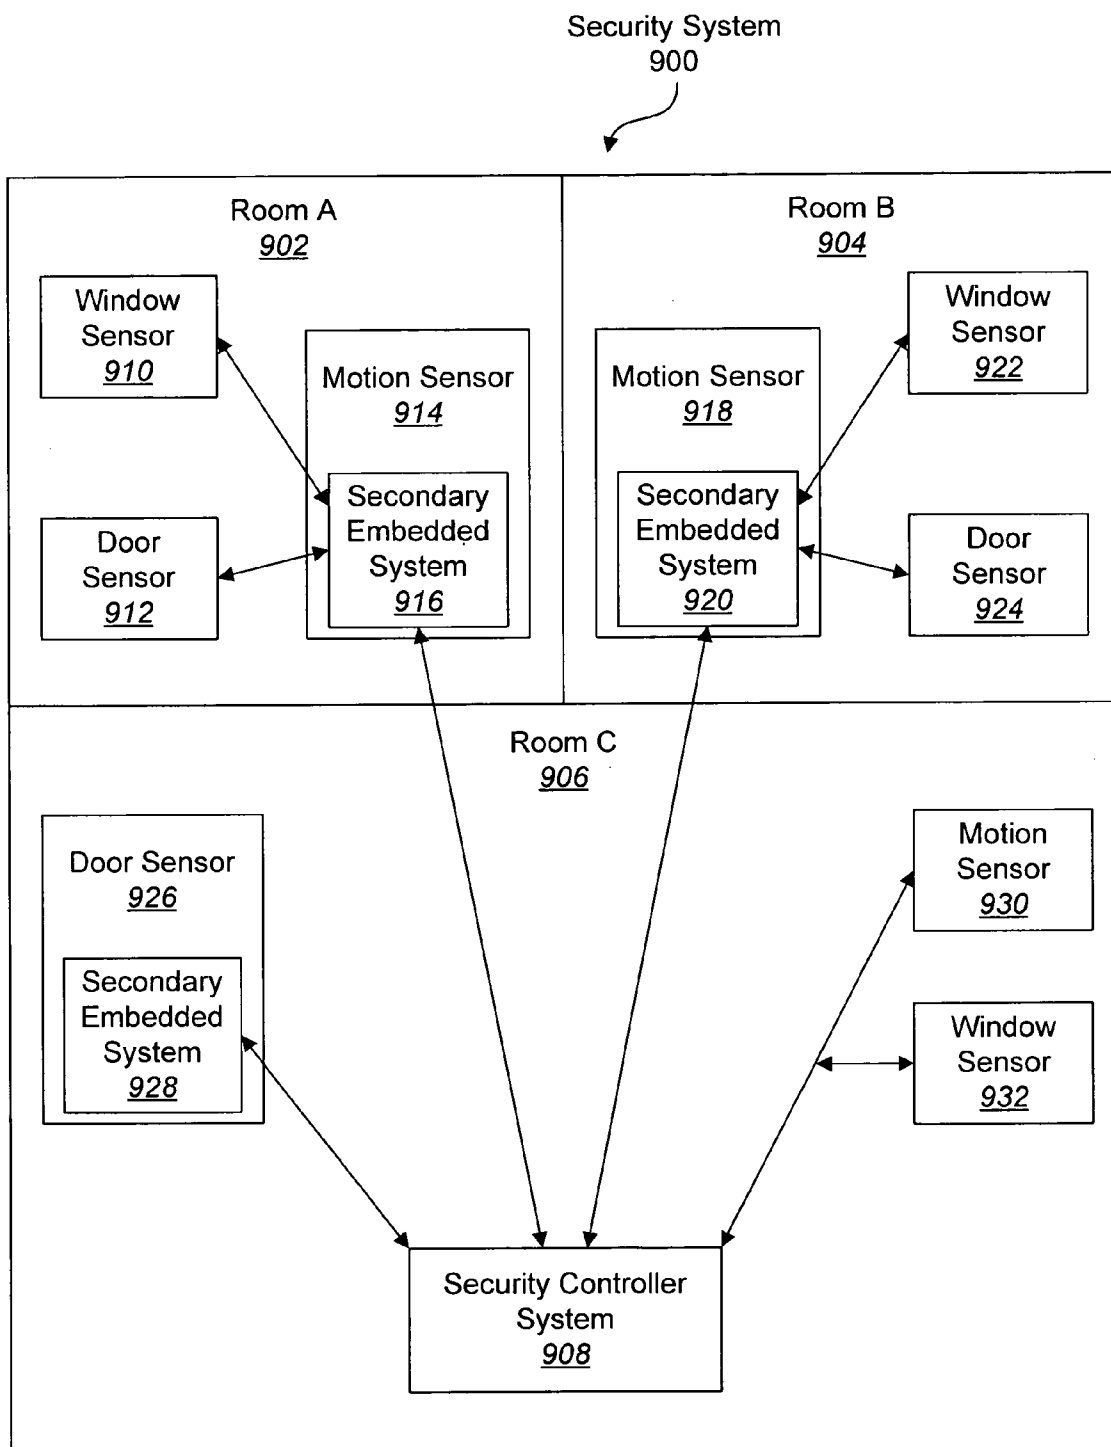 Security System
900
Room A
902
Room B
904
Window
Sensor
910
Motion Sensor
914
Secondary
Embedded
System
916
Door
Sensor
912
Motion Sensor
918
Secondary
Embedded
System
920
Window
Sensor
922
Door
Sensor
924
Room C
906
Door Sensor
926
Secondary
Embedded
System
928
Motion
Sensor
930
Window
Sensor
932
Security Controller
System
908